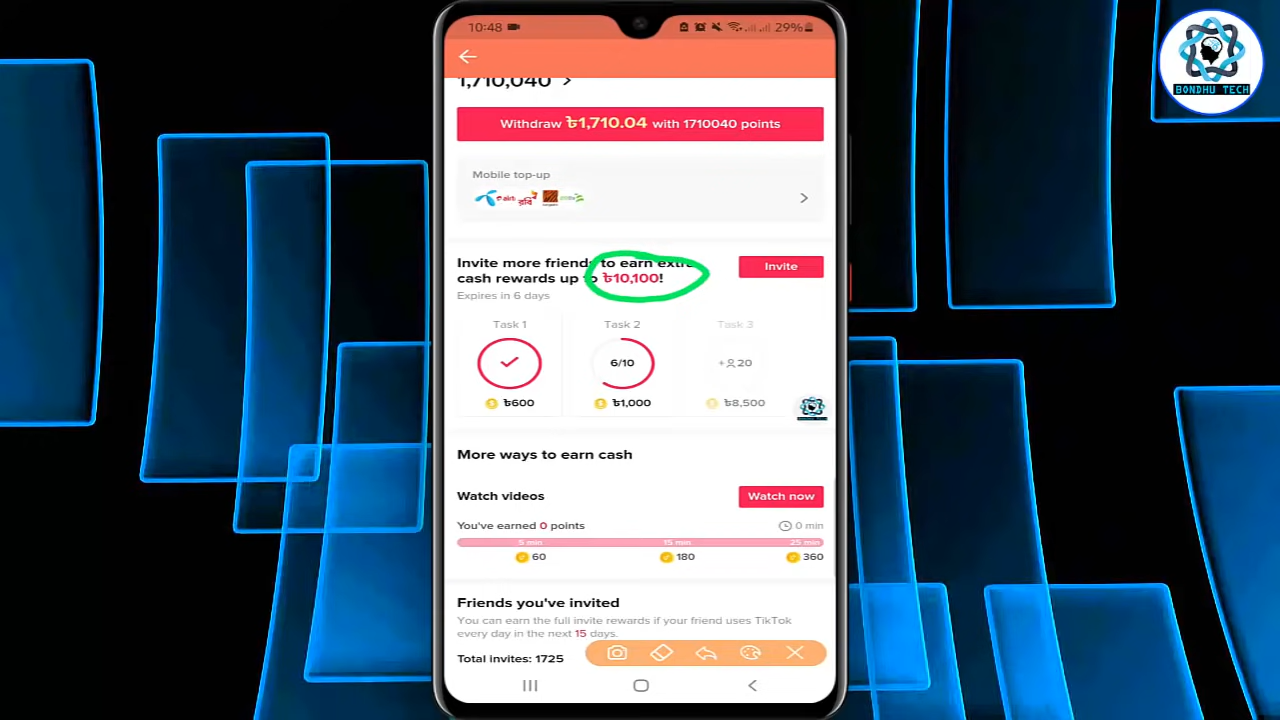 10:48
29%
1,710,040 >
Withdraw ৳1,710.04 with 1710040 points
Mobile top-up
রবি
Invite more friends to earn extra
cash rewards up to ৳10,100!
Invite
Expires in 6 days
Task 1
Task 2
Task 3
6/10
+20
৳600
৳1,000
৳8,500
More ways to earn cash
Watch videos
Watch now
You've earned 0 points
0 min
5 min
15 min
25 min
60
180
360
Friends you've invited
You can earn the full invite rewards if your friend uses TikTok
every day in the next 15 days.
Total invites: 1725
BONDHU TECH